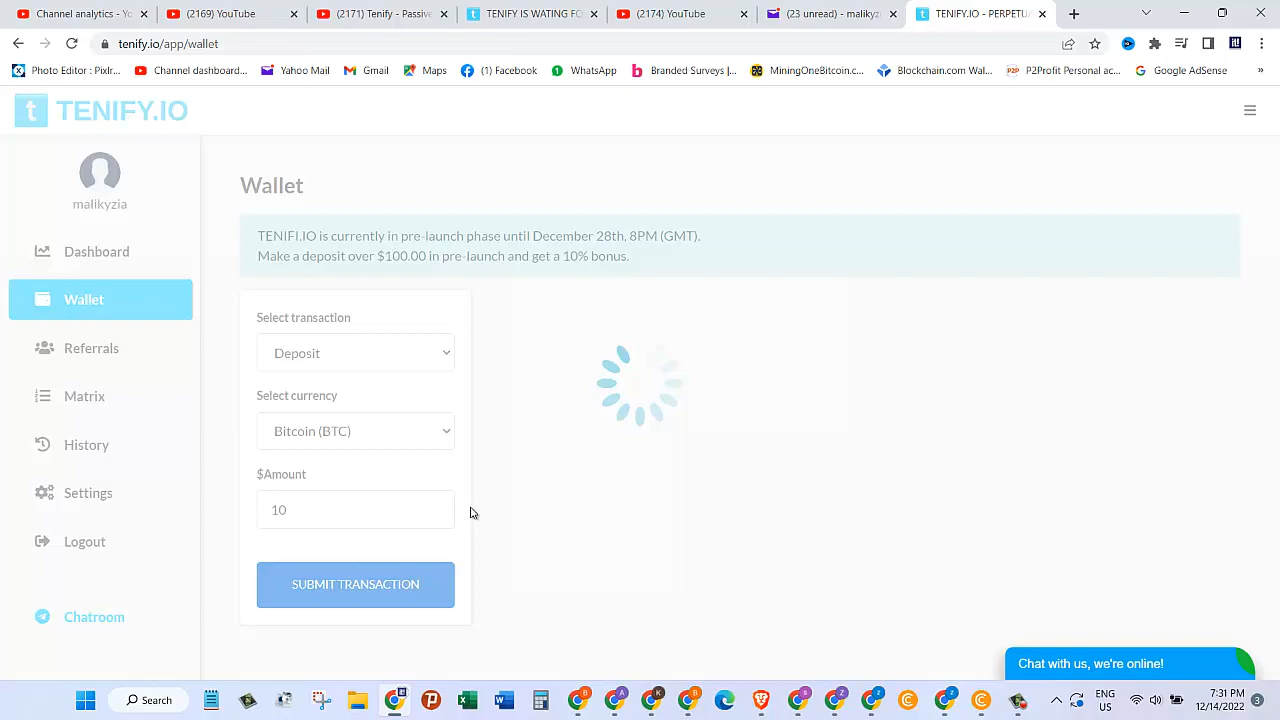 Channel analytics - Yo
(2169) YouTube
(2171) Tenify - Passive
TENIFY IS WATING FO
(2174) YouTube
(23 unread) - malikyzia
TENIFY.IO - PERPETU
tenify.io/app/wallet
Photo Editor : Pixlr...
Channel dashboard...
Yahoo Mail
Gmail
Maps
(1) Facebook
WhatsApp
Branded Surveys |...
MiningOneBitcoin.c...
Blockchain.com Wal...
P2Profit Personal ac...
Google AdSense
»
t TENIFY.IO
malikyzia
Dashboard
Wallet
Referrals
Matrix
History
Settings
Logout
Chatroom
Wallet
TENIFI.IO is currently in pre-launch phase until December 28th, 8PM (GMT).
Make a deposit over $100.00 in pre-launch and get a 10% bonus.
Select transaction
Deposit
Select currency
Bitcoin (BTC)
$Amount
10
SUBMIT TRANSACTION
Chat with us, we're online!
Search
ENG
US
7:31 PM
12/14/2022
3